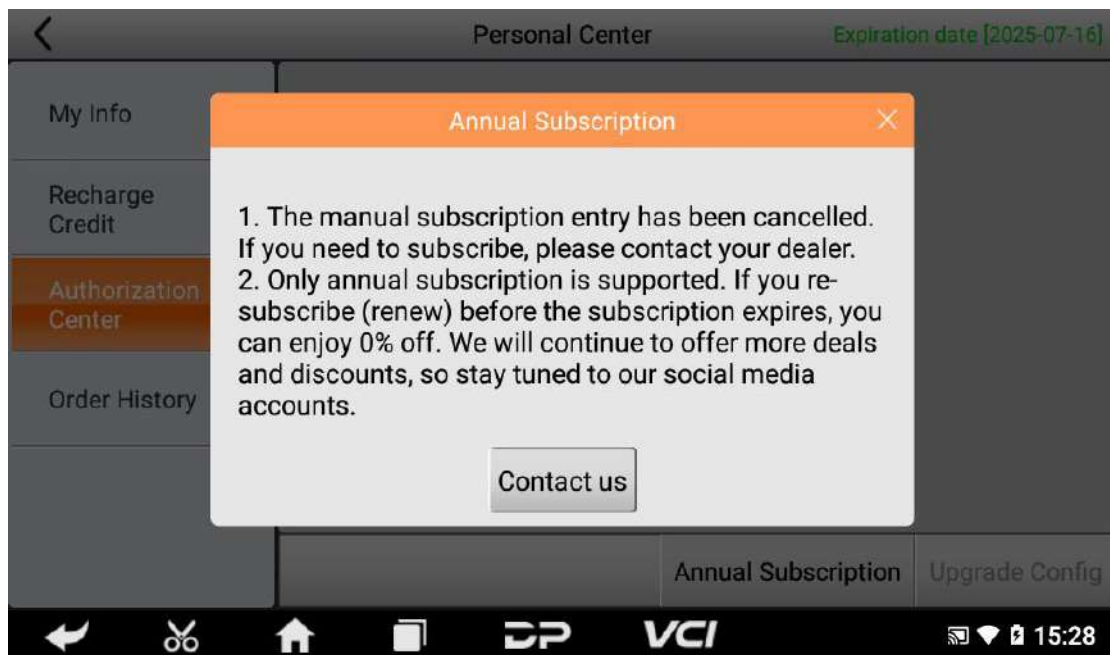 Personal Center
Expiration date [2025-07-16]
My Info
Recharge
Credit
Authorization
Center
Order History
Annual Subscription
1. The manual subscription entry has been cancelled.
If you need to subscribe, please contact your dealer.
2. Only annual subscription is supported. If you re-
subscribe (renew) before the subscription expires, you
can enjoy 0% off. We will continue to offer more deals
and discounts, so stay tuned to our social media
accounts.
Contact us
Annual Subscription
Upgrade Config
DP
VCI
15:28